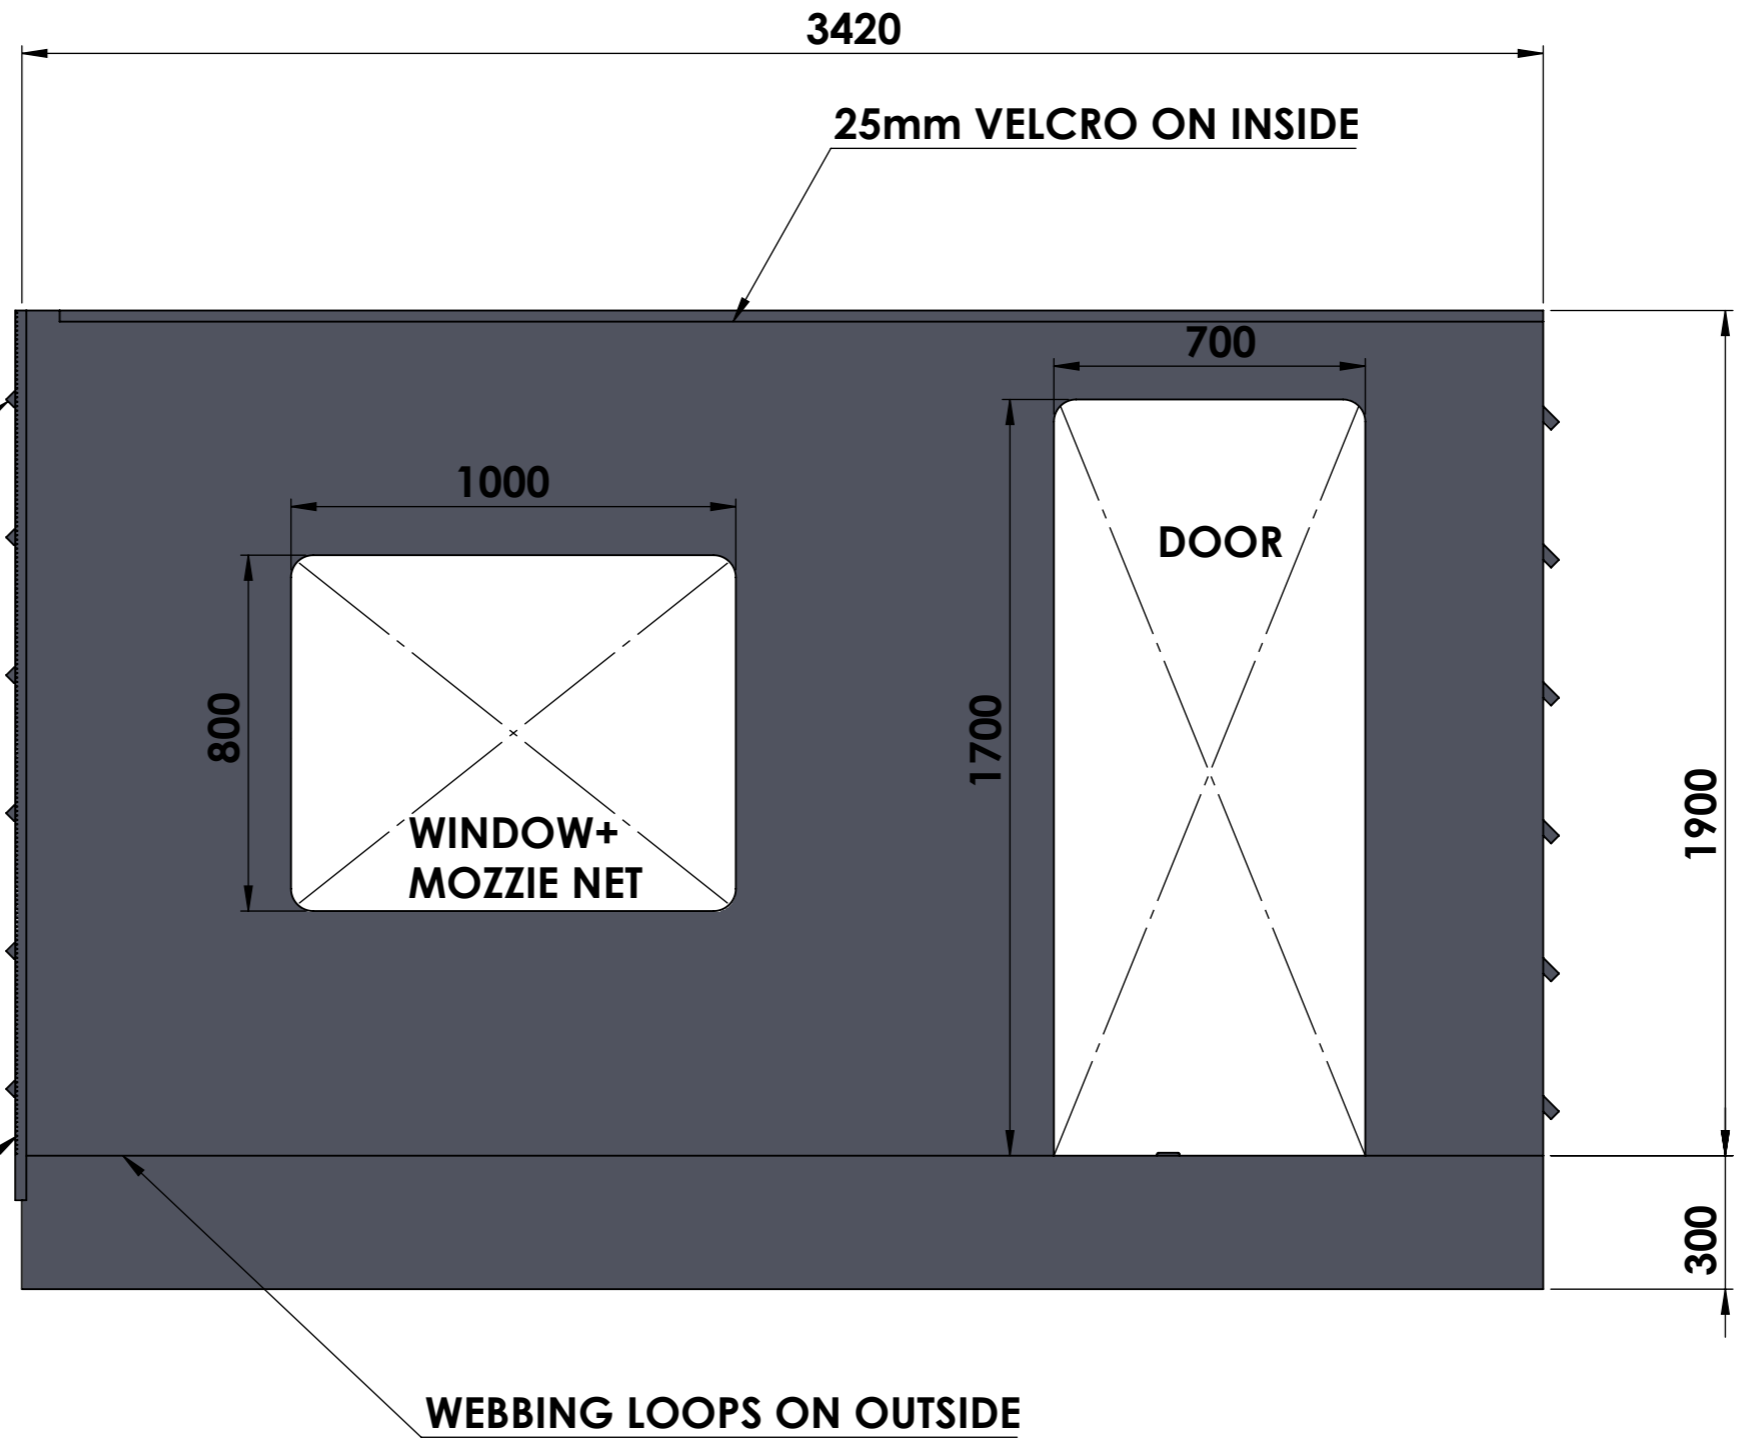 3420
25mm VELCRO ON INSIDE
700
1000
DOOR
800
1700
WINDOW+
MOZZIE NET
1900
300
WEBBING LOOPS ON OUTSIDE